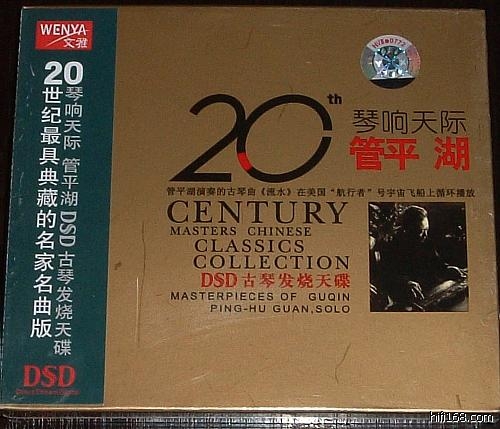 WENYA
文雅
20世纪最具典藏的名家名曲版
琴响天际 管平湖DSD古琴发烧天碟
DSD
20th
琴响天际
管平 湖
管平湖演奏的古琴曲《流水》在美国“航行者”号宇宙飞船上循环播放
CENTURY
MASTERS CHINESE
CLASSICS
COLLECTION
DSD古琴发烧天碟
MASTERPIECES OF GUQIN
PING-HU GUAN,SOLO
hifi168.com